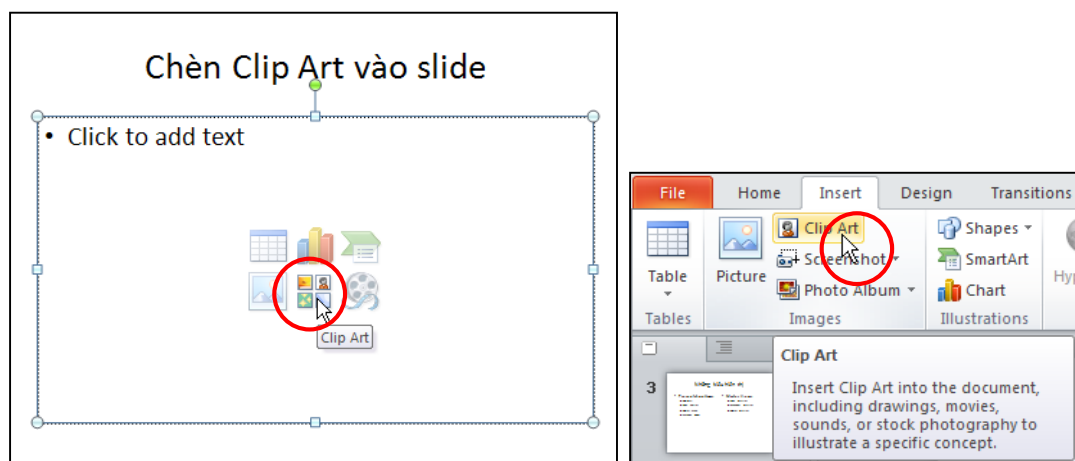 Chèn Clip Art vào slide
• Click to add text
Clip Art
File Home Insert Design Transitions
Clip Art
Screenshot
Photo Album
Table
Picture
Shapes
SmartArt
Chart
Tables
Images
Illustrations
Clip Art
3
Insert Clip Art into the document,
including drawings, movies,
sounds, or stock photography to
illustrate a specific concept.